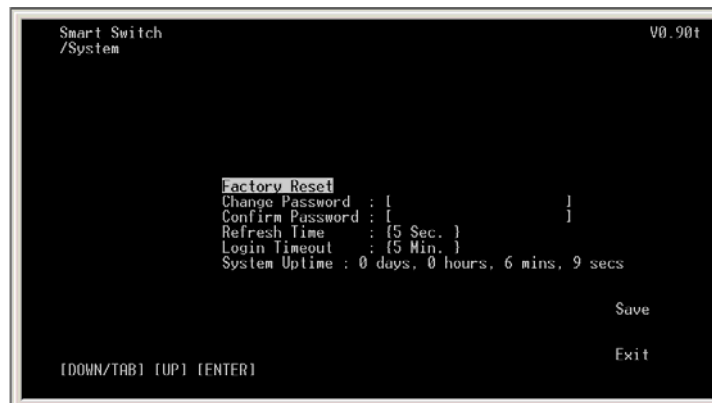 Smart Switch V0.90t
/System
Factory Reset
Change Password : [ ]
Confirm Password : [ ]
Refresh Time : {5 Sec. }
Login Timeout : {5 Min. }
System Uptime : 0 days, 0 hours, 6 mins, 9 secs
Save
Exit
[DOWN/TAB] [UP] [ENTER]